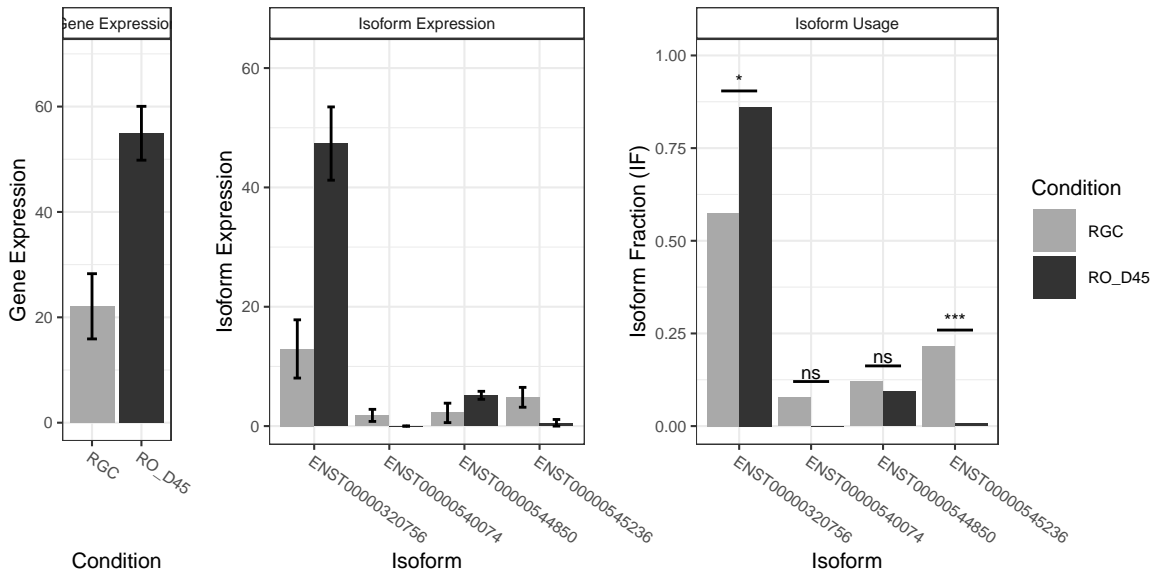 Gene Expression
Isoform Expression
Isoform Usage
Gene Expression
60
40
20
0
RGC
RO_D45
Condition
Isoform Expression
60
40
20
0
ENST00000320756
ENST00000540074
ENST00000544850
ENST00000545236
Isoform
Isoform Fraction (IF)
1.00
0.75
0.50
0.25
0.00
*
ns
ns
***
ENST00000320756
ENST00000540074
ENST00000544850
ENST00000545236
Isoform
Condition
RGC
RO_D45